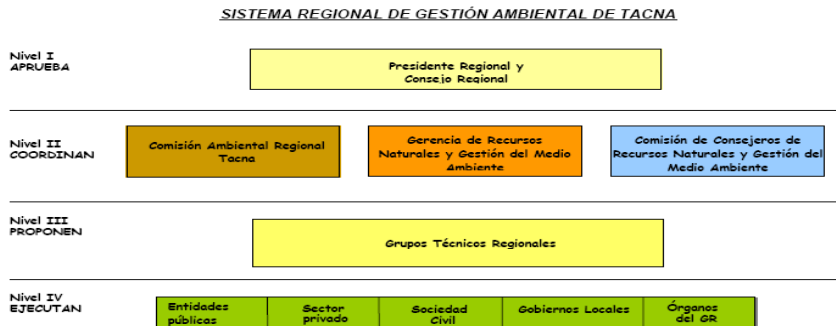 SISTEMA REGIONAL DE GESTIÓN AMBIENTAL DE TACNA
Nivel I
APRUEBA
Presidente Regional y
Consejo Regional
Nivel II
COORDINAN
Comisión Ambiental Regional
Tacna
Gerencia de Recursos
Naturales y Gestión del Medio
Ambiente
Comisión de Consejeros de
Recursos Naturales y Gestión del
Medio Ambiente
Nivel III
PROPONEN
Grupos Técnicos Regionales
Nivel IV
EJECUTAN
Entidades
públicas
Sector
privado
Sociedad
Civil
Gobiernos Locales
Órganos
del GR